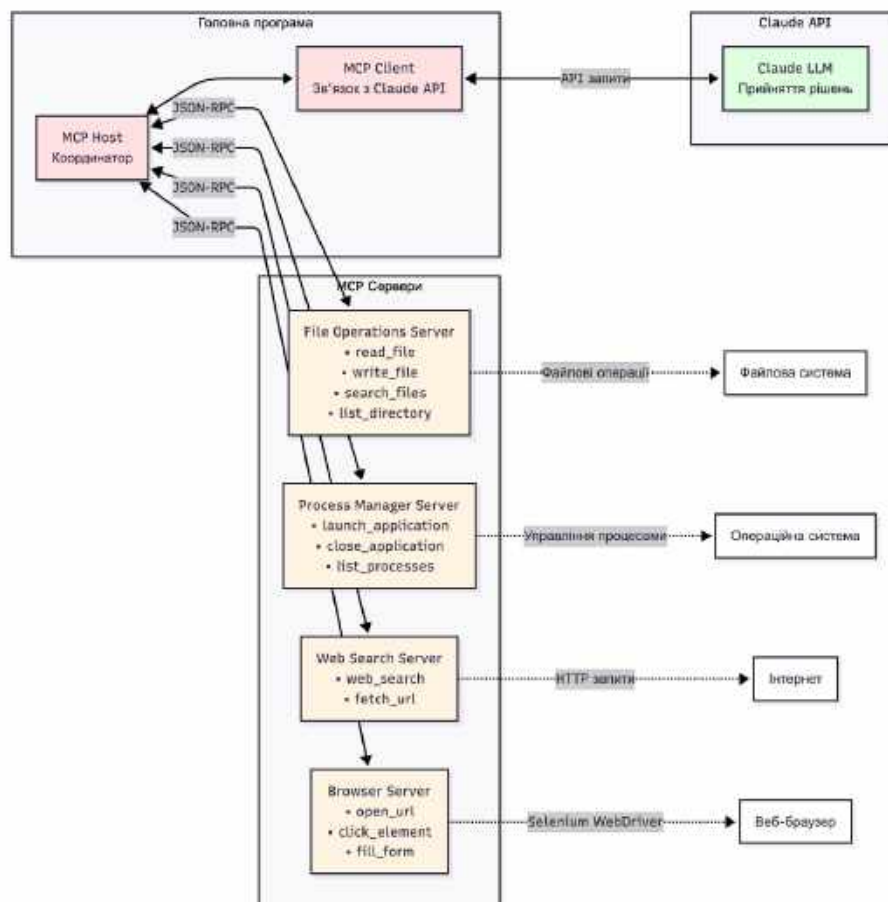 Головна програма
Claude API
MCP Client
Зв'язок з Claude API
API запити
Claude LLM
Прийняття рішень
JSON-RPC
MCP Host
Координатор
JSON-RPC
JSON-RPC
JSON-RPC
MCP Сервери
File Operations Server
• read_file
• write_file
• search_files
• list_directory
Файлові операції
Файлова система
Process Manager Server
• launch_application
• close_application
• list_processes
Управління процесами
Операційна система
Web Search Server
• web_search
• fetch_url
HTTP запити
Інтернет
Browser Server
• open_url
• click_element
• fill_form
Selenium WebDriver
Веб-браузер